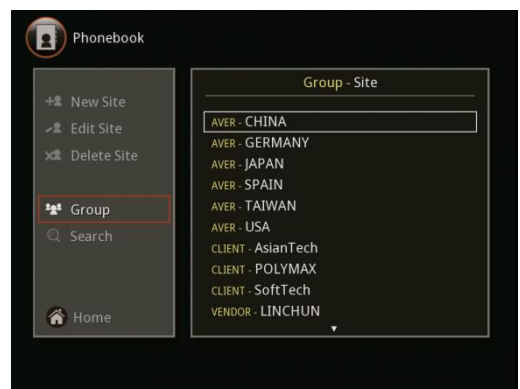 Phonebook
New Site
Edit Site
Delete Site
Group
Search
Home
Group - Site
AVER - CHINA
AVER - GERMANY
AVER - JAPAN
AVER - SPAIN
AVER - TAIWAN
AVER - USA
CLIENT - AsianTech
CLIENT - POLYMAX
CLIENT - SoftTech
VENDOR - LINCHUN